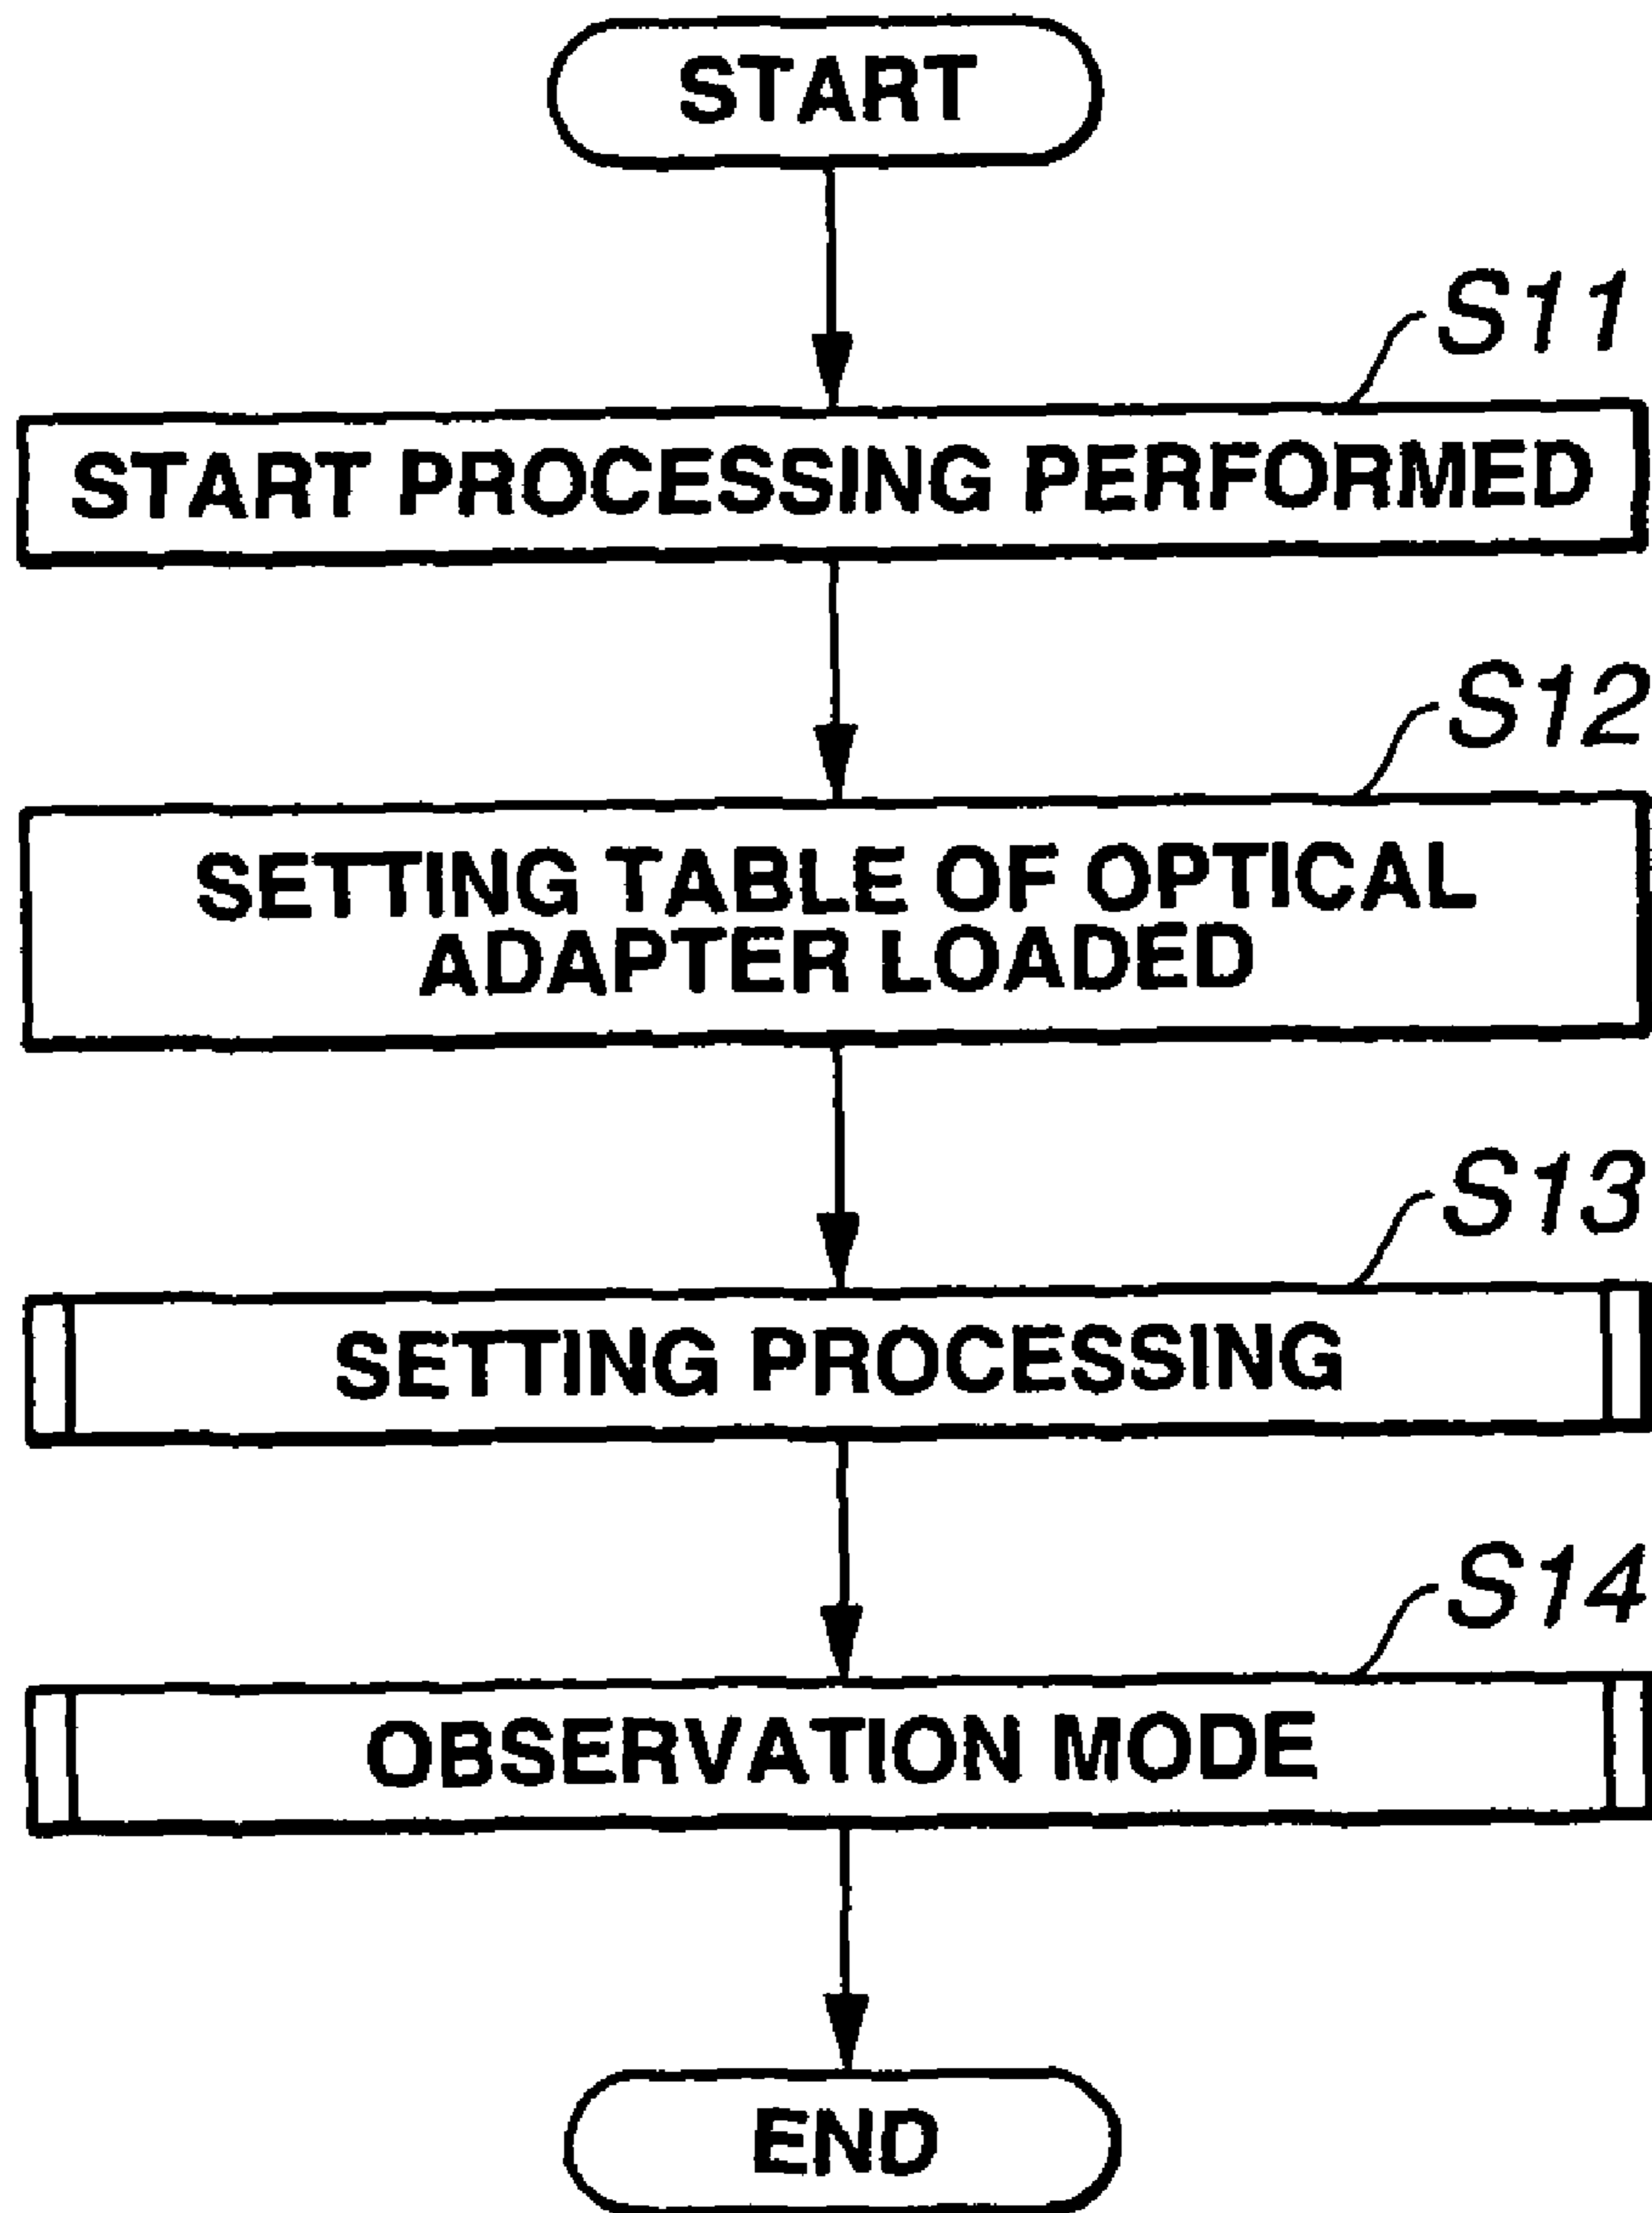 START
S11
START PROCESSING PERFORMED
S12
SETTING TABLE OF OPTICAL
ADAPTER LOADED
S13
SETTING PROCESSING
S14
OBSERVATION MODE
END